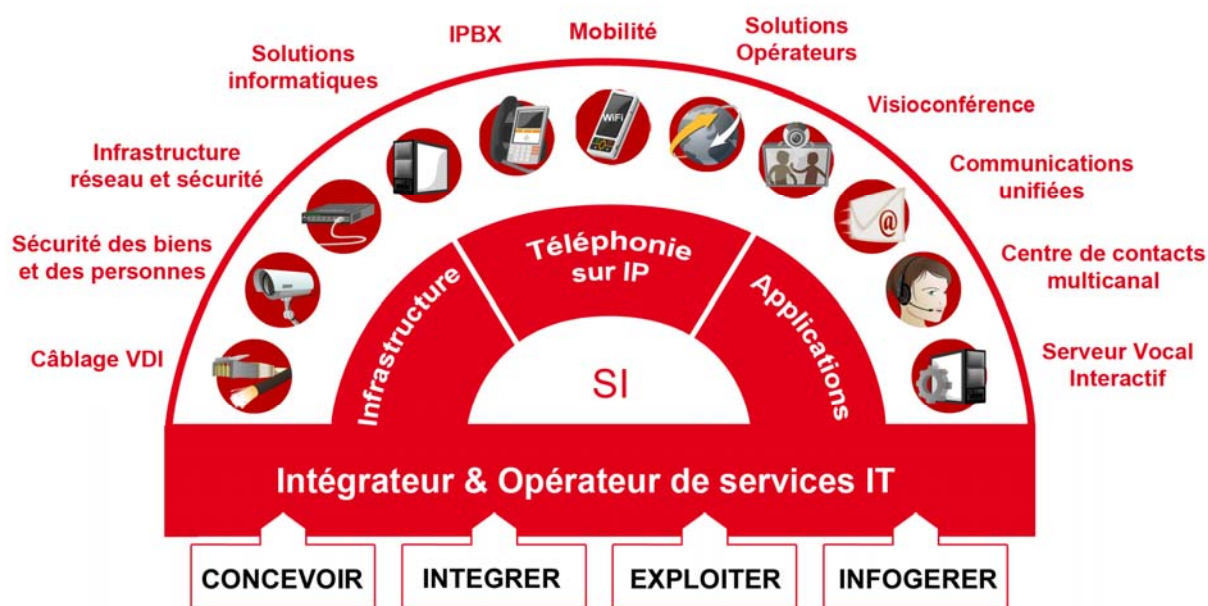 Solutions
informatiques
IPBX
Mobilité
Solutions
Opérateurs
Visioconférence
Infrastructure
réseau et sécurité
Communications
unifiées
Sécurité des biens
et des personnes
Centre de contacts
multicanal
Câblage VDI
Serveur Vocal
Interactif
WiFi
@
Infrastructure
Téléphonie
sur IP
Applications
SI
Intégrateur & Opérateur de services IT
CONCEVOIR
INTEGRER
EXPLOITER
INFOGERER